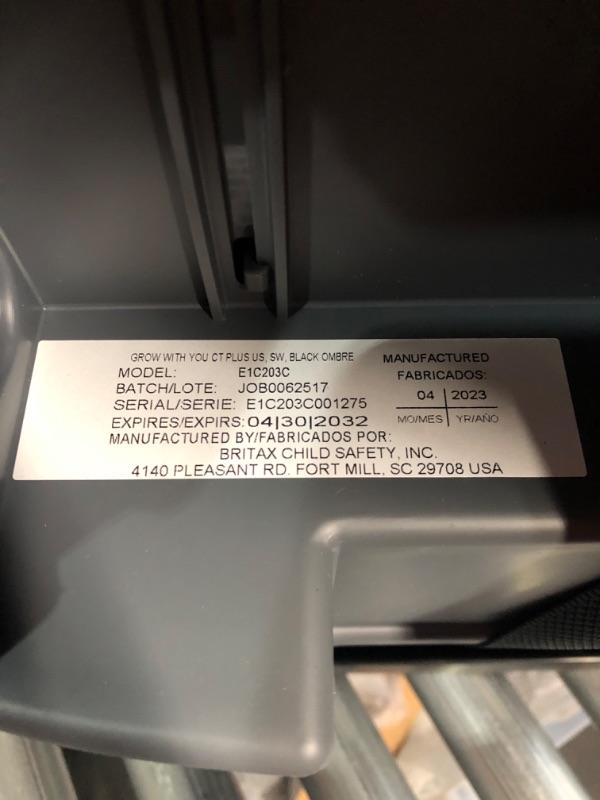 GROW WITH YOU CT PLUS US, SW, BLACK OMBRE
MODEL: E1C203C
BATCH/LOTE: JOB0062517
SERIAL/SERIE: E1C203C001275
EXPIRES/EXPIRS: 04|30|2032
MANUFACTURED BY/FABRICADOS POR:
BRITAX CHILD SAFETY, INC.
4140 PLEASANT RD. FORT MILL, SC 29708 USA
MANUFACTURED
FABRICADOS:
04 | 2023
MO/MES | YR/AÑO